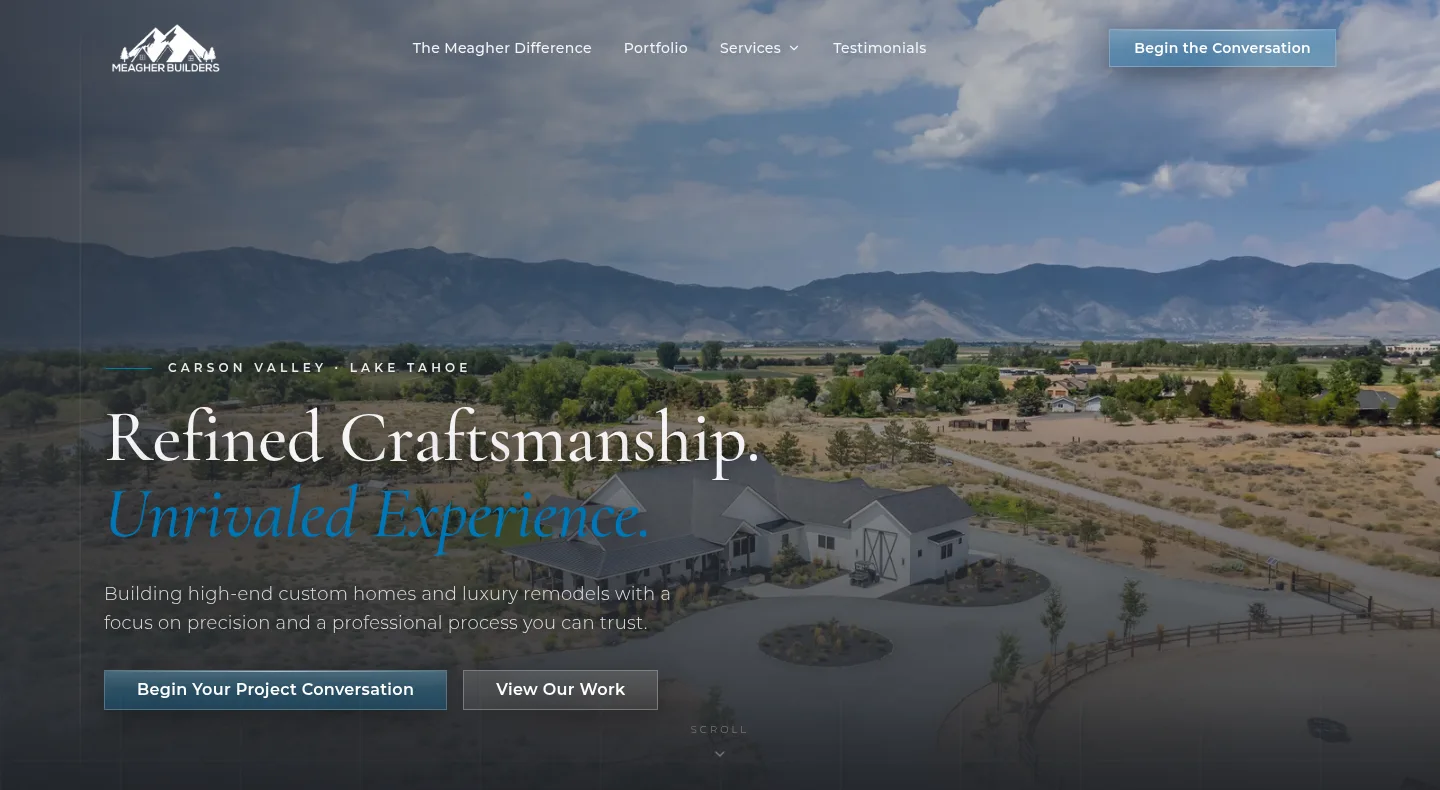 MEAGHER BUILDERS
The Meagher Difference
Portfolio
Services
Testimonials
Begin the Conversation
CARSON VALLEY · LAKE TAHOE
Refined Craftsmanship.
Unrivaled Experience.
Building high-end custom homes and luxury remodels with a
focus on precision and a professional process you can trust.
Begin Your Project Conversation
View Our Work
SCROLL